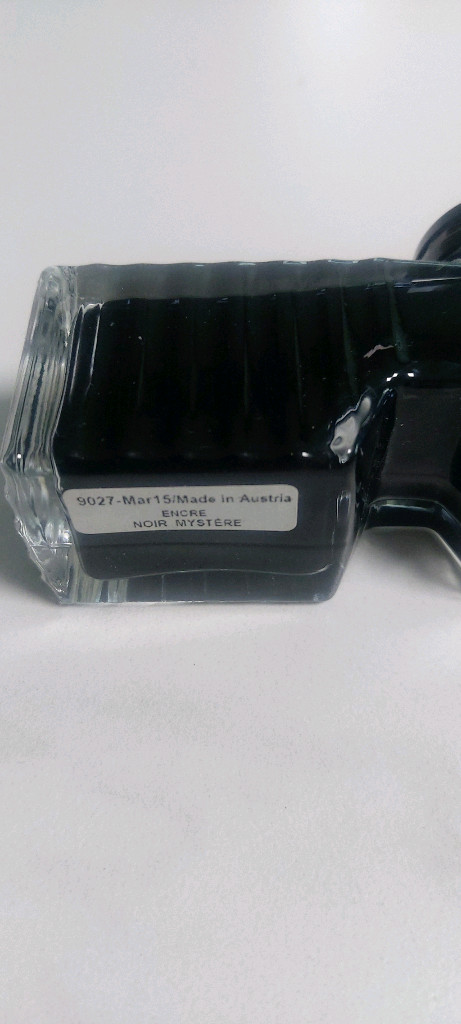 9027-Mar15/Made in Austria
ENCRE
NOIR MYSTÈRE